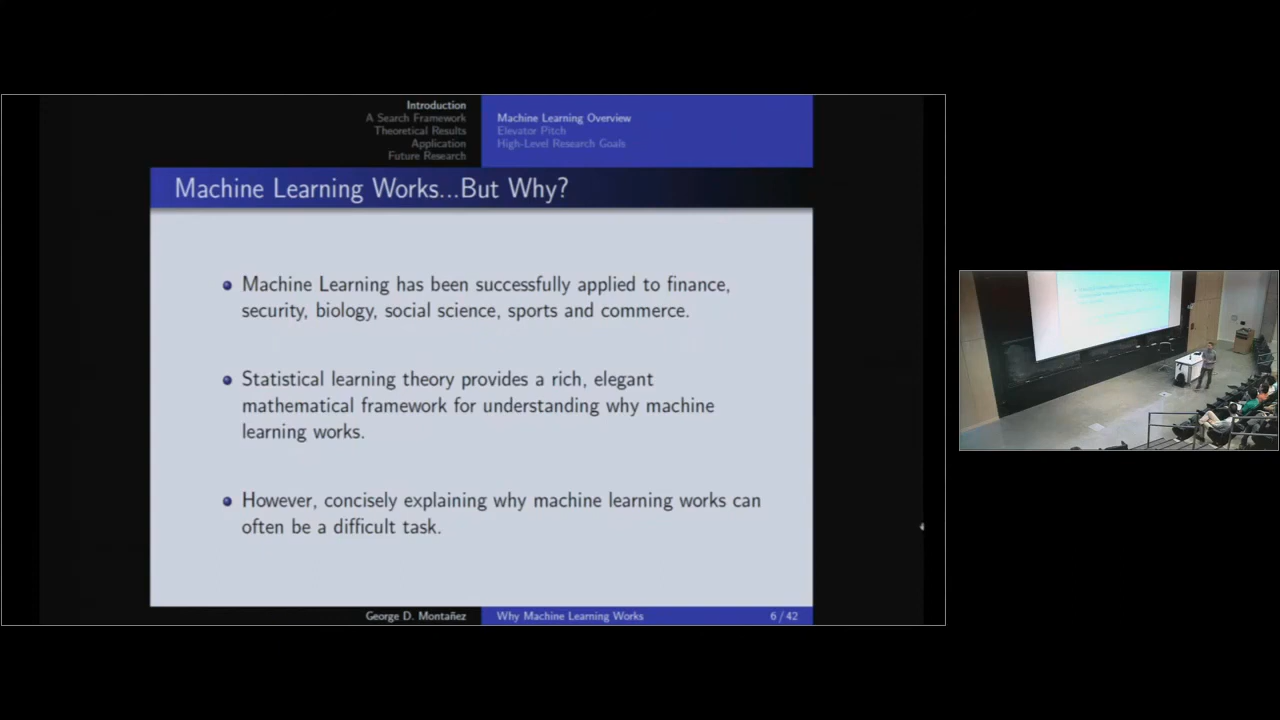 Introduction
A Search Framework
Theoretical Results
Application
Future Research
Machine Learning Overview
Elevator Pitch
High-Level Research Goals
Machine Learning Works...But Why?
Machine Learning has been successfully applied to finance,
security, biology, social science, sports and commerce.
Statistical learning theory provides a rich, elegant
mathematical framework for understanding why machine
learning works.
However, concisely explaining why machine learning works can
often be a difficult task.
George D. Montañez
Why Machine Learning Works
6 / 42